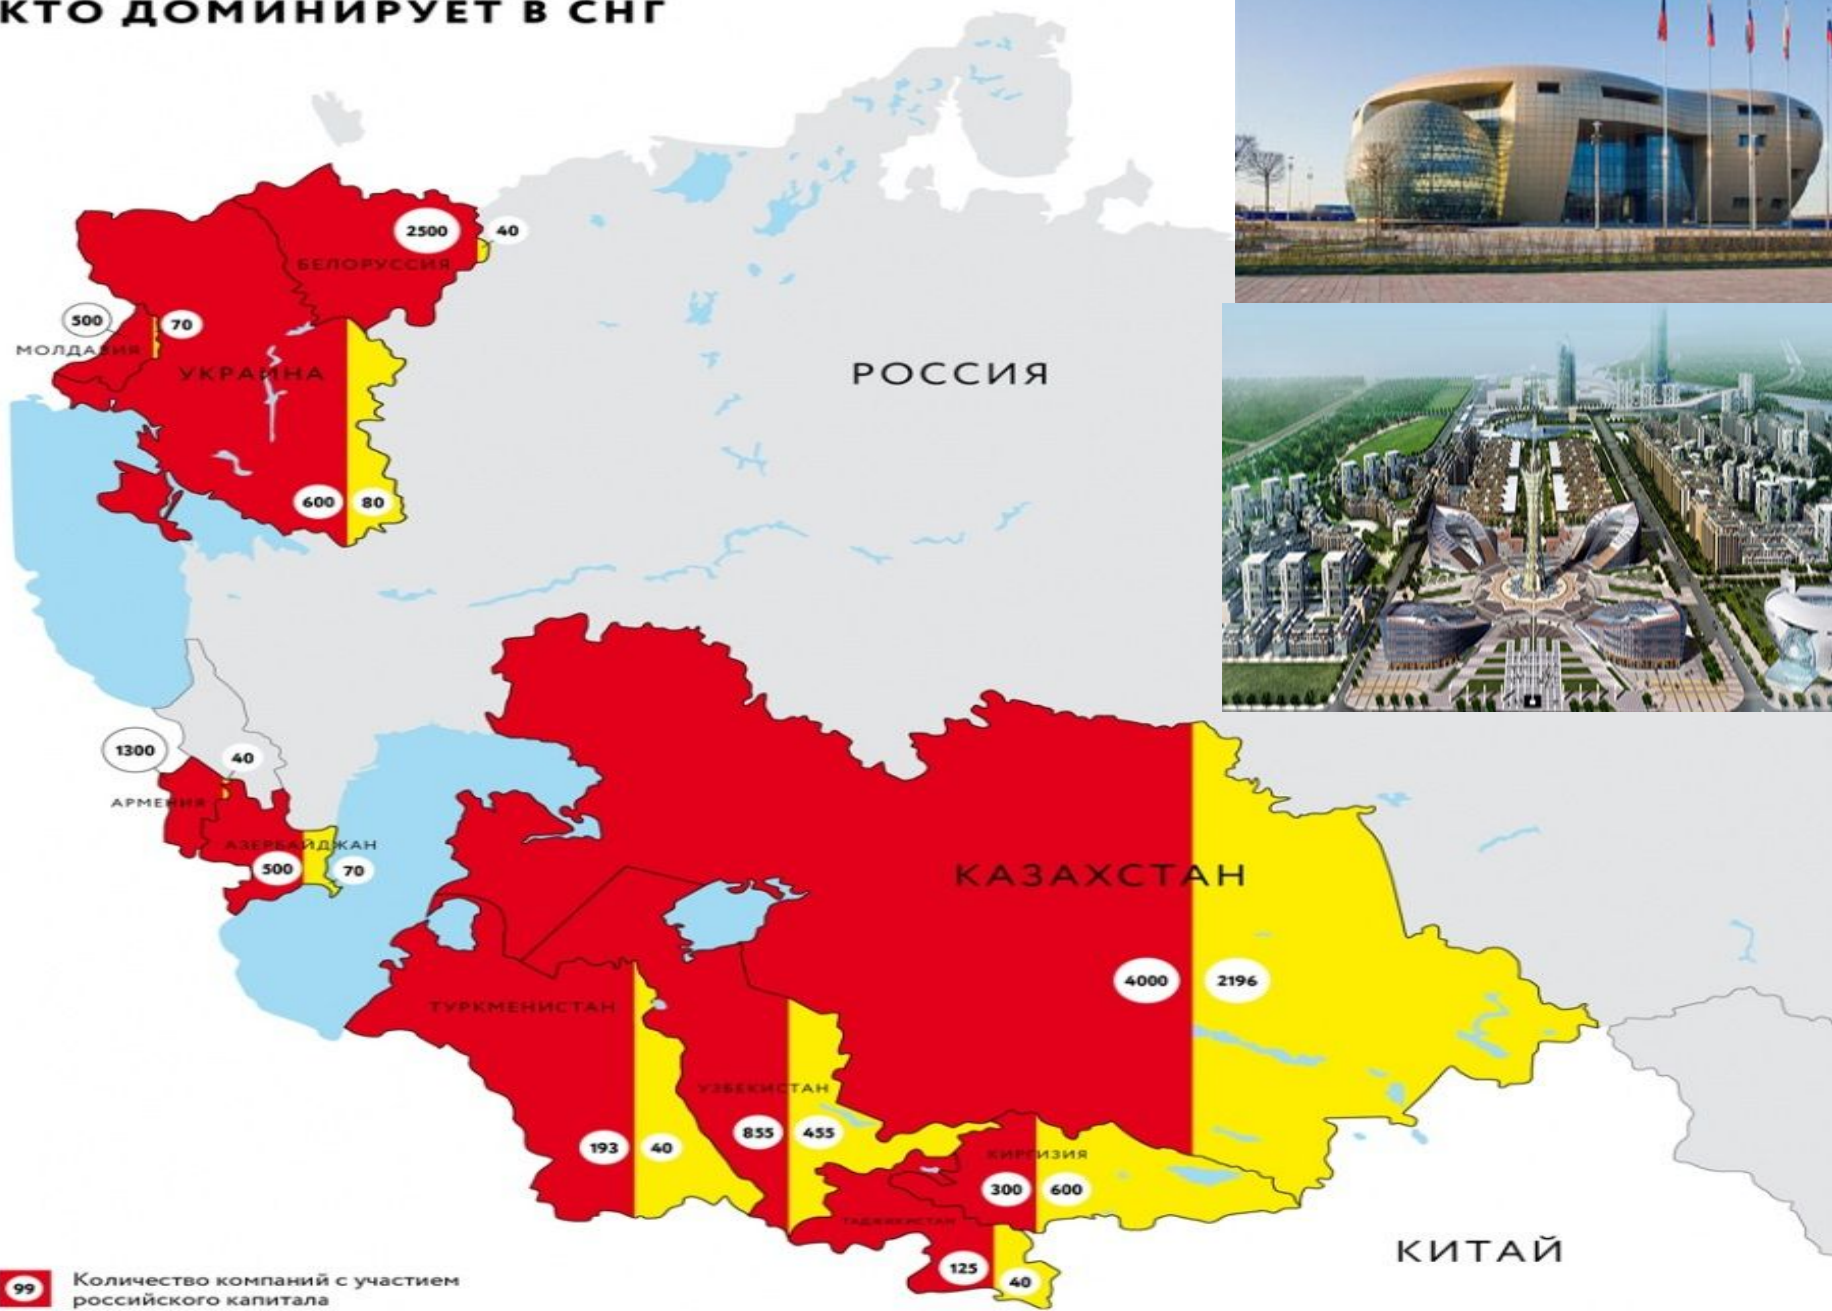 КТО ДОМИНИРУЕТ В СНГ
2500
40
БЕЛОРУССИЯ
500
70
МОЛДАВИЯ
УКРАИНА
РОССИЯ
600
80
1300
40
АРМЕНИЯ
АЗЕРБАЙДЖАН
500
70
КАЗАХСТАН
4000
2196
ТУРКМЕНИСТАН
УЗБЕКИСТАН
193
40
855
455
КИРГИЗИЯ
300
600
ТАДЖИКИСТАН
125
40
КИТАЙ
99
Количество компаний с участием
российского капитала